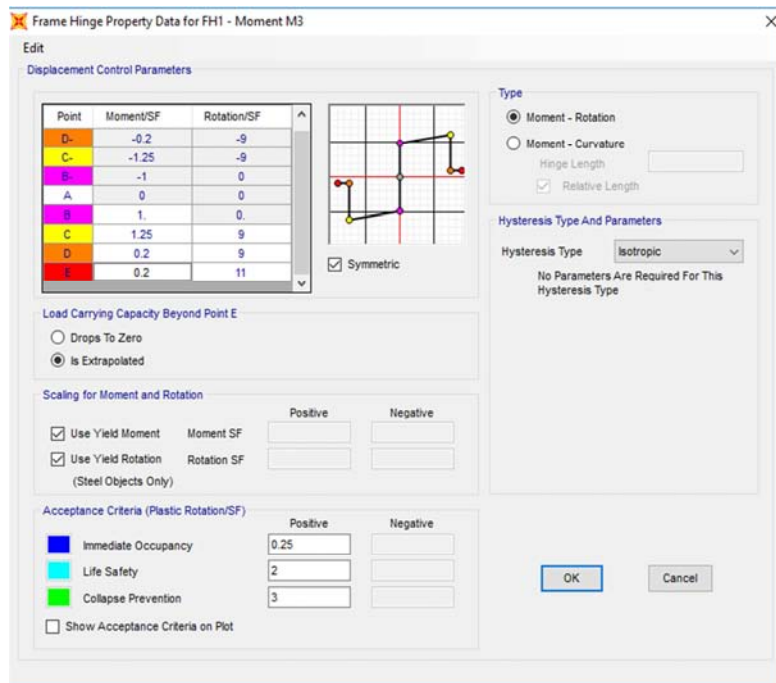 Frame Hinge Property Data for FH1 - Moment M3
Edit
Displacement Control Parameters
Point Moment/SF Rotation/SF
D- -0.2 -9
C- -1.25 -9
B- -1 0
A 0 0
B 1. 0.
C 1.25 9
D 0.2 9
E 0.2 11
Symmetric
Load Carrying Capacity Beyond Point E
Drops To Zero
Is Extrapolated
Scaling for Moment and Rotation
Positive Negative
Use Yield Moment Moment SF
Use Yield Rotation Rotation SF
(Steel Objects Only)
Acceptance Criteria (Plastic Rotation/SF)
Positive Negative
Immediate Occupancy 0.25
Life Safety 2
Collapse Prevention 3
Show Acceptance Criteria on Plot
Type
Moment - Rotation
Moment - Curvature
Hinge Length
Relative Length
Hysteresis Type And Parameters
Hysteresis Type Isotropic
No Parameters Are Required For This
Hysteresis Type
OK Cancel